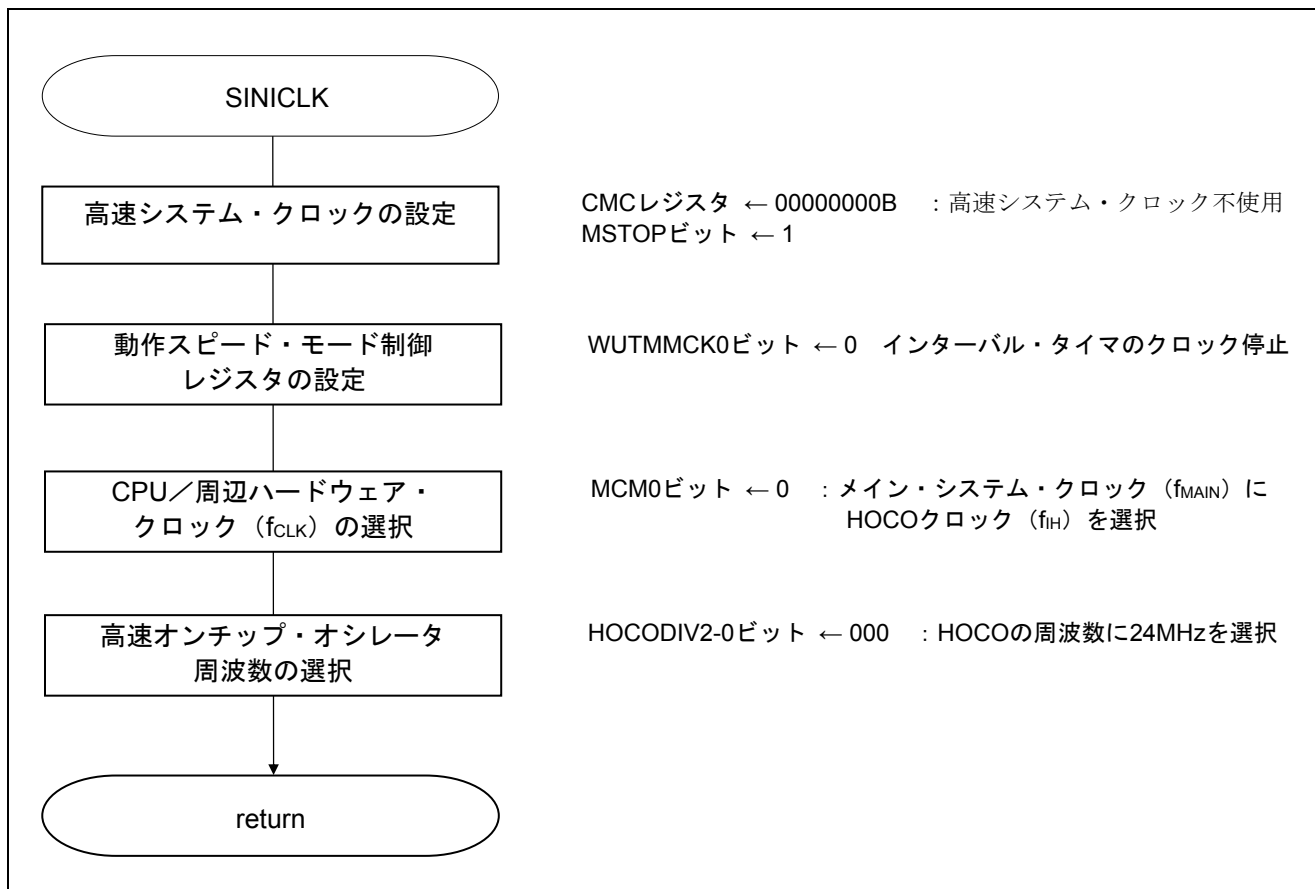 SINICLK
高速システム・クロックの設定
CMCレジスタ ← 00000000B ：高速システム・クロック不使用
MSTOPビット ← 1
動作スピード・モード制御
レジスタの設定
WUTMMCK0ビット ← 0 インターバル・タイマのクロック停止
CPU／周辺ハードウェア・
クロック（fCLK）の選択
MCM0ビット ← 0 ：メイン・システム・クロック（fMAIN）に
HOCOクロック（fIH）を選択
高速オンチップ・オシレータ
周波数の選択
HOCODIV2-0ビット ← 000 ：HOCOの周波数に24MHzを選択
return